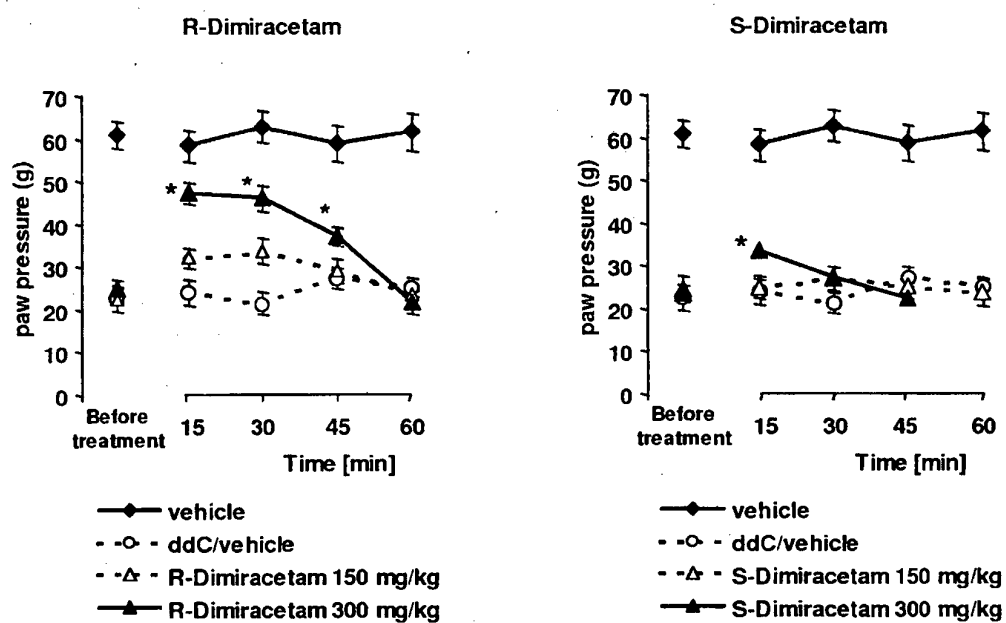 R-Dimiracetam
paw pressure (g)
70
60
50
40
30
20
10
0
*
*
*
Before
treatment
15 30 45 60
Time [min]
vehicle
ddC/vehicle
R-Dimiracetam 150 mg/kg
R-Dimiracetam 300 mg/kg
S-Dimiracetam
paw pressure (g)
70
60
50
40
30
20
10
0
*
Before
treatment
15 30 45 60
Time [min]
vehicle
ddC/vehicle
S-Dimiracetam 150 mg/kg
S-Dimiracetam 300 mg/kg